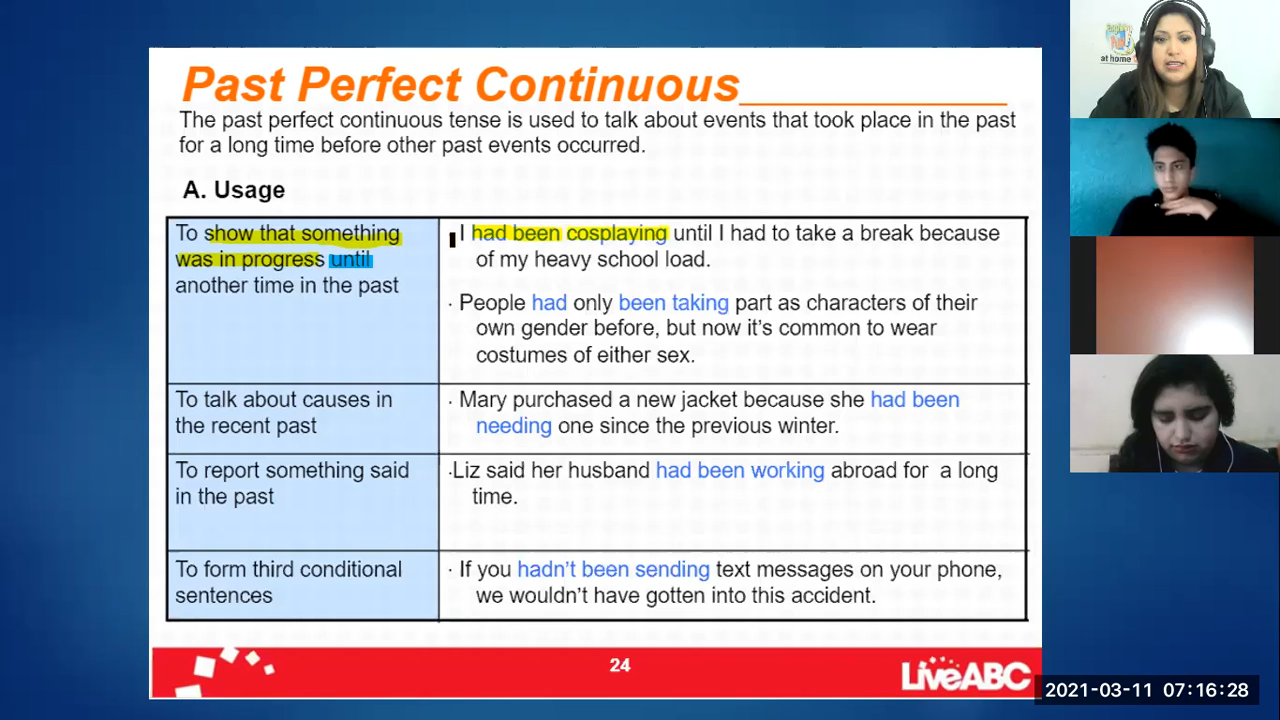 Past Perfect Continuous
The past perfect continuous tense is used to talk about events that took place in the past
for a long time before other past events occurred.
A. Usage
To show that something
was in progress until
another time in the past
· I had been cosplaying until I had to take a break because
of my heavy school load.
· People had only been taking part as characters of their
own gender before, but now it's common to wear
costumes of either sex.
To talk about causes in
the recent past
· Mary purchased a new jacket because she had been
needing one since the previous winter.
To report something said
in the past
·Liz said her husband had been working abroad for a long
time.
To form third conditional
sentences
· If you hadn't been sending text messages on your phone,
we wouldn't have gotten into this accident.
24
LiveABC
at home
2021-03-11 07:16:28